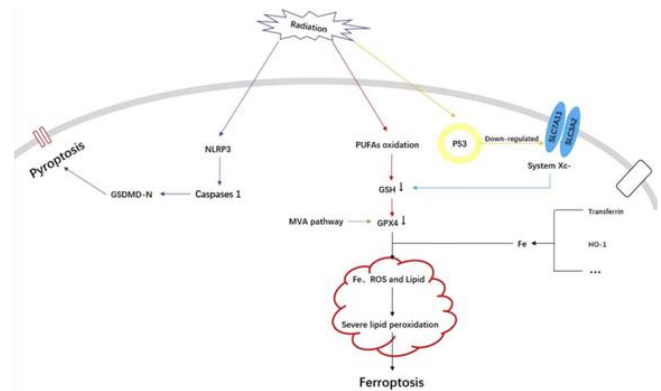 Radiation
SLC7A11
SLC3A2
P53
Down-regulated
System Xc-
Pyroptosis
NLRP3
PUFAs oxidation
GSDMD-N
Caspases 1
GSH↓
MVA pathway
GPX4↓
Transferrin
Fe
HO-1
...
Fe、ROS and Lipid
Severe lipid peroxidation
Ferroptosis